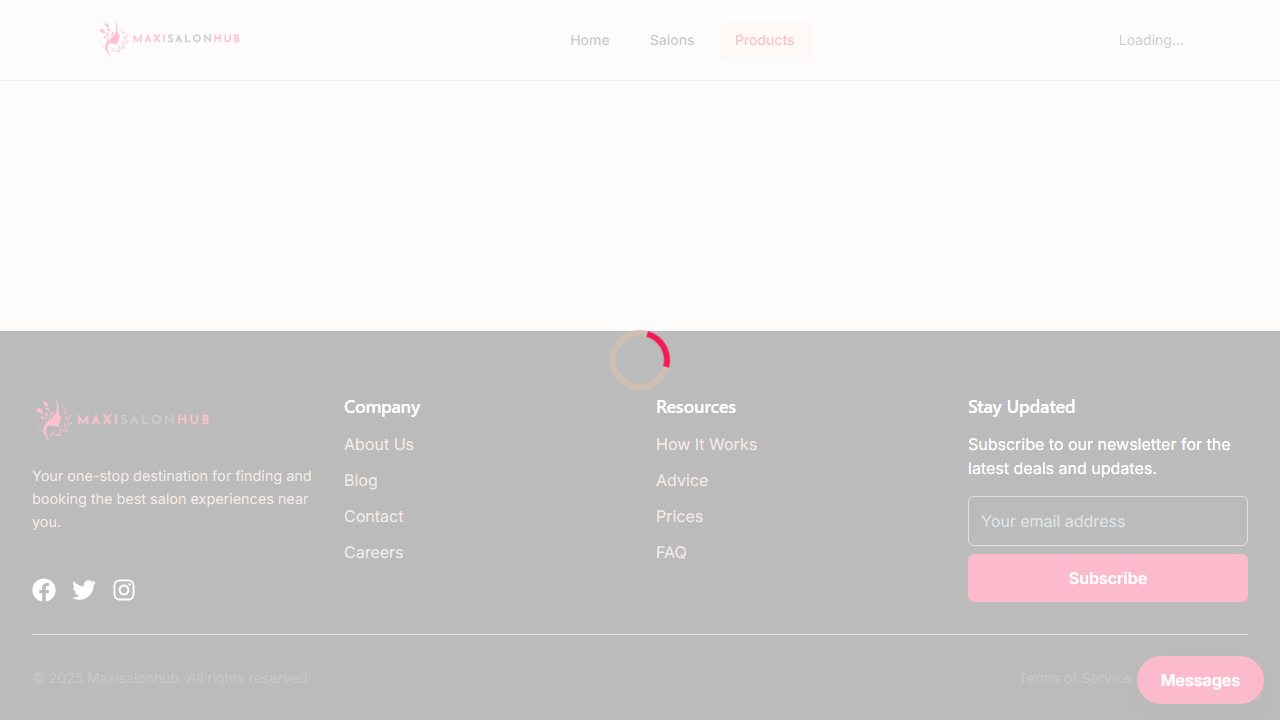 MAXISALONHUB
Home
Salons
Products
Loading...
MAXISALONHUB
Your one-stop destination for finding and
booking the best salon experiences near
you.
Company
About Us
Blog
Contact
Careers
Resources
How It Works
Advice
Prices
FAQ
Stay Updated
Subscribe to our newsletter for the
latest deals and updates.
Your email address
Subscribe
© 2025 Maxisalonhub. All rights reserved.
Terms of Service
Messages